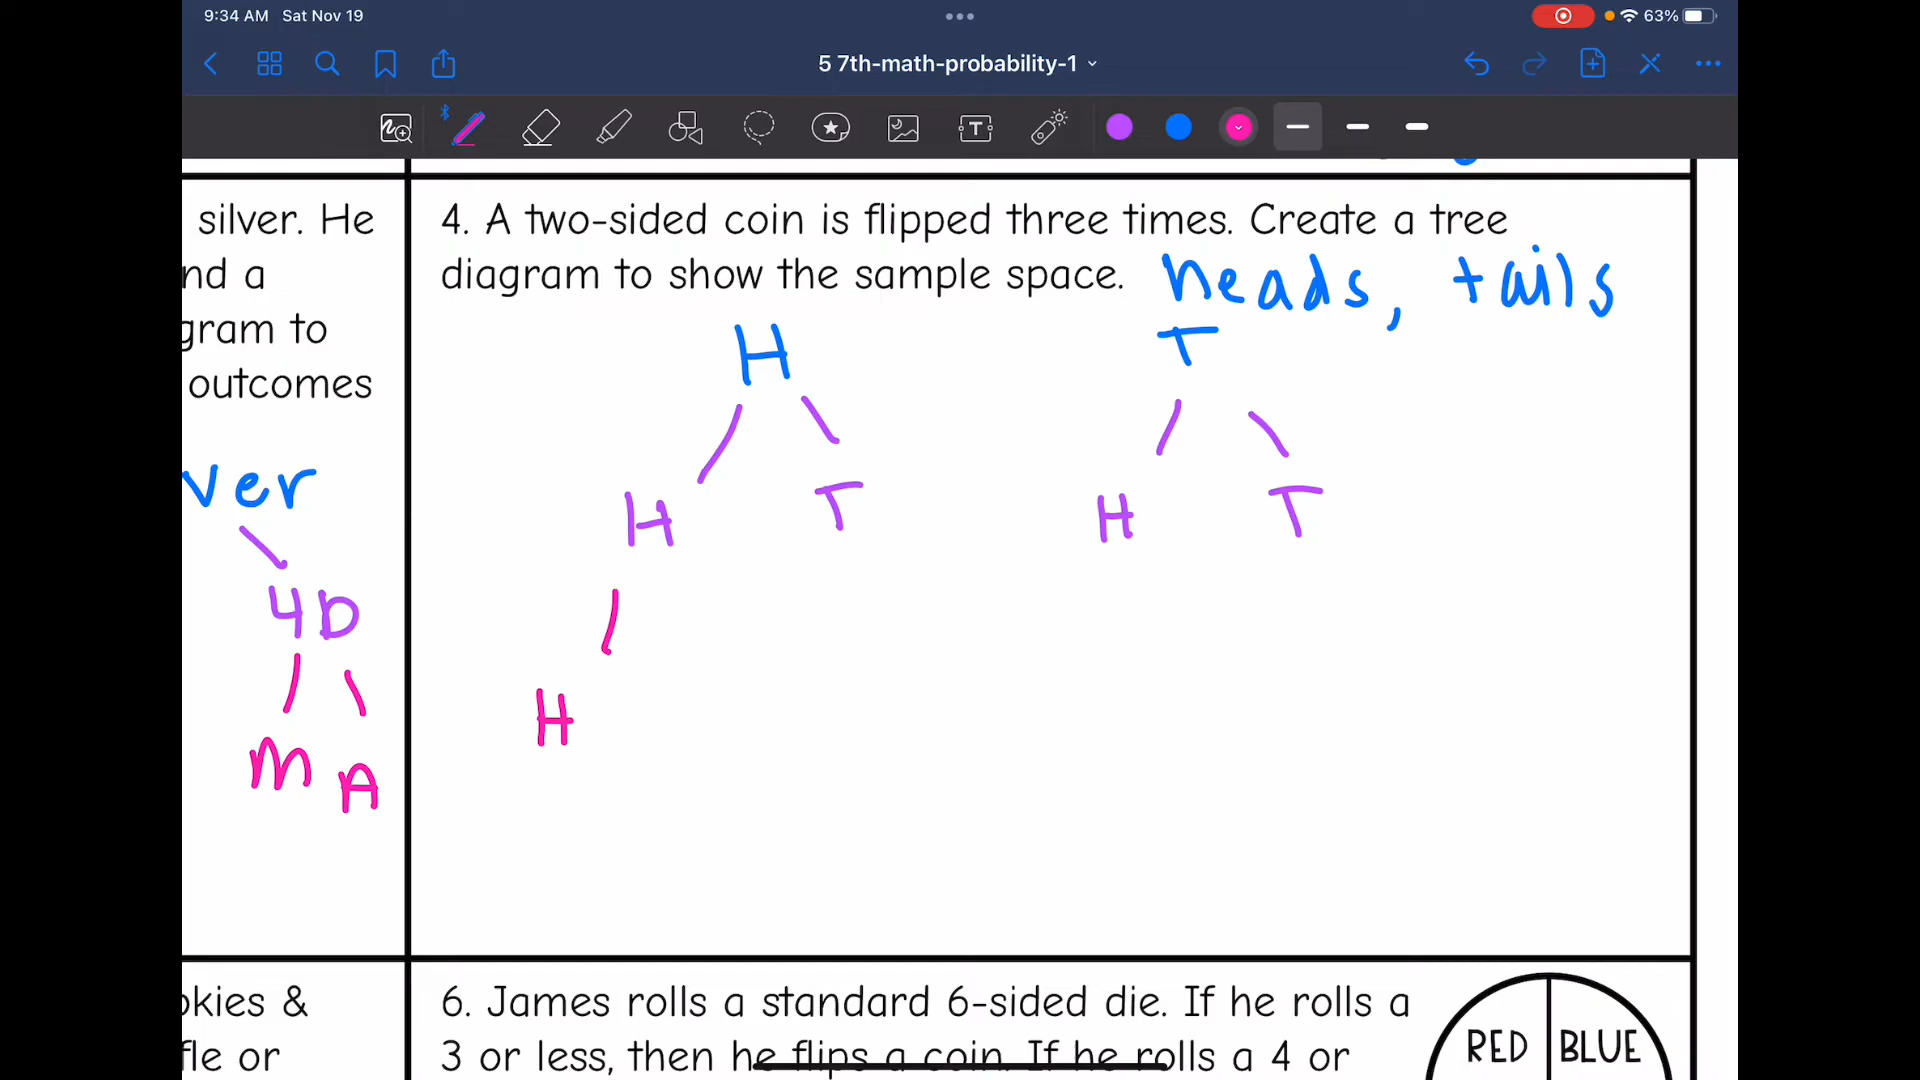 9:34 AM Sat Nov 19
63%
5 7th-math-probability-1
T
silver. He
nd a
gram to
outcomes
ver
4D
M A
4. A two-sided coin is flipped three times. Create a tree
diagram to show the sample space. heads, tails
H T
H T H T
H
okies &
fle or
6. James rolls a standard 6-sided die. If he rolls a
3 or less, then he flips a coin. If he rolls a 4 or
RED BLUE